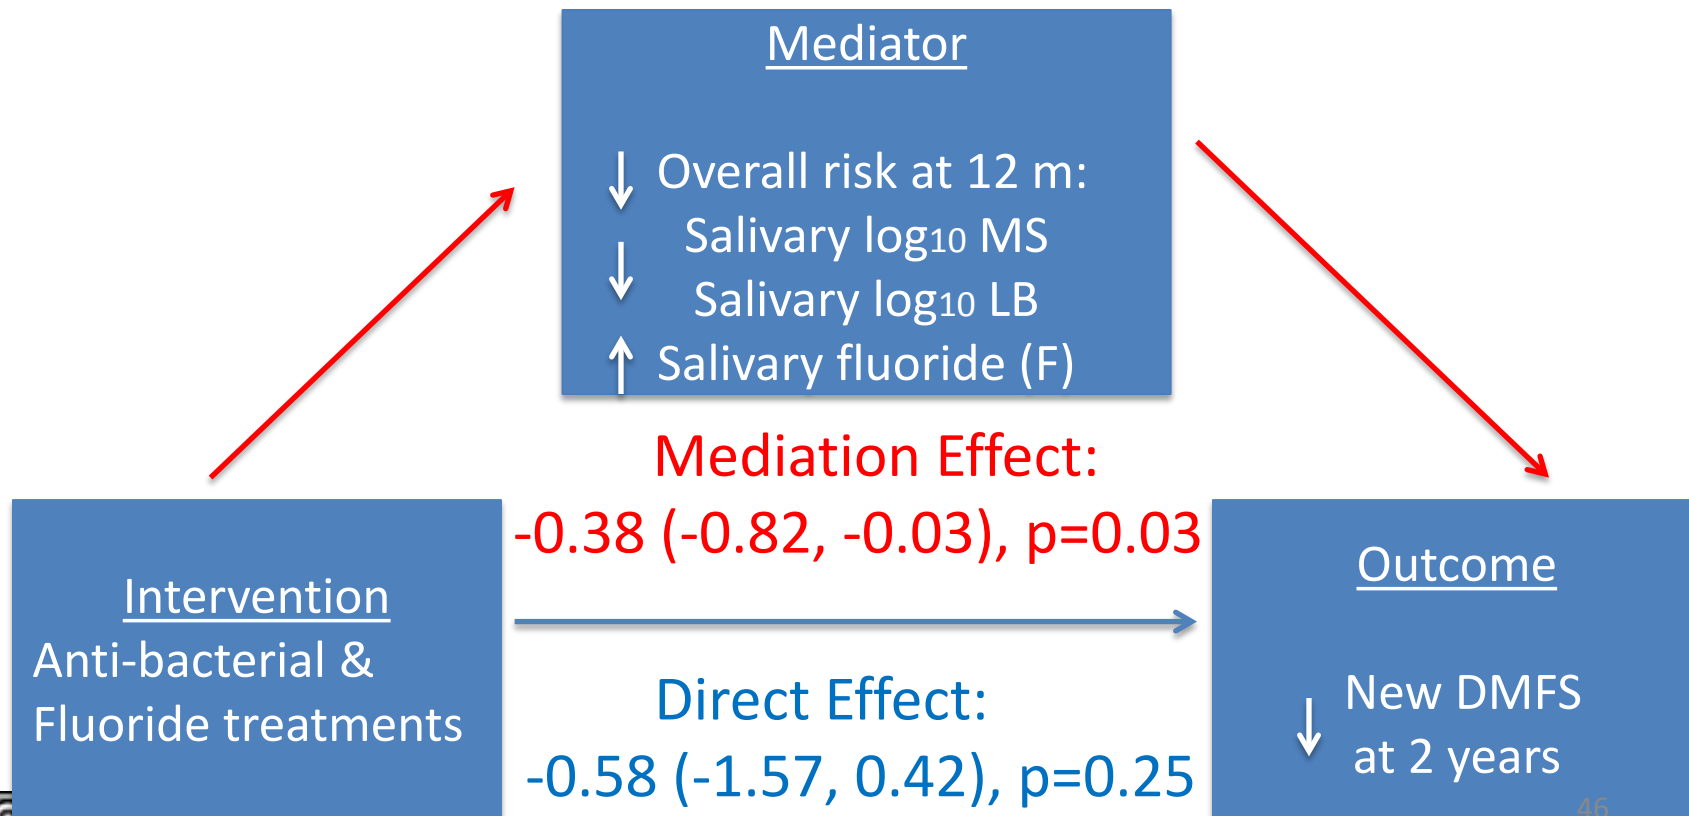 Mediator
Overall risk at 12 m:
Salivary log10 MS
Salivary log10 LB
Salivary fluoride (F)
Mediation Effect:
-0.38 (-0.82, -0.03), p=0.03
Intervention
Anti-bacterial &
Fluoride treatments
Direct Effect:
-0.58 (-1.57, 0.42), p=0.25
Outcome
New DMFS
at 2 years
46